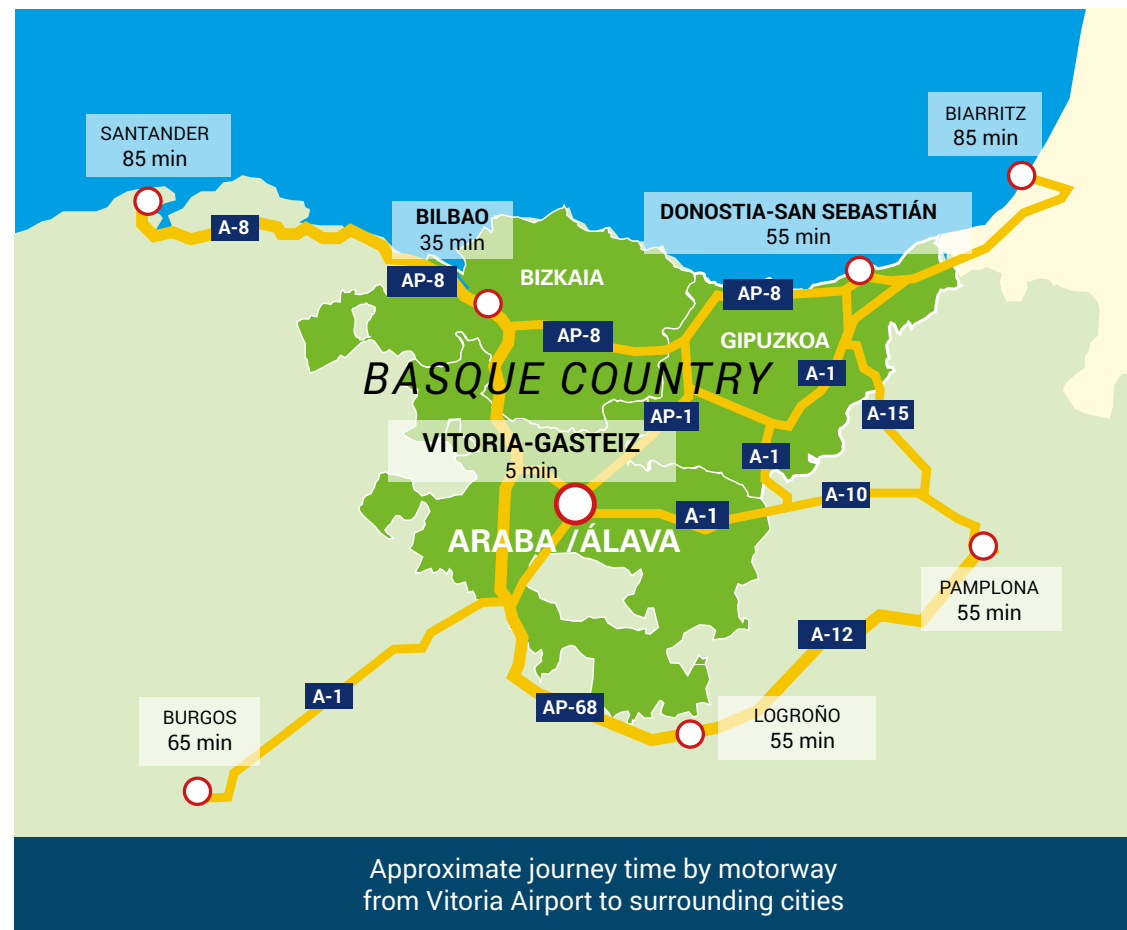 BIARRITZ
85 min
SANTANDER
85 min
BILBAO
35 min
DONOSTIA-SAN SEBASTIÁN
55 min
A-8
AP-8
BIZKAIA
AP-8
AP-8
GIPUZKOA
BASQUE COUNTRY
A-1
AP-1
A-15
VITORIA-GASTEIZ
5 min
A-1
A-10
A-1
ARABA /ÁLAVA
PAMPLONA
55 min
A-12
A-1
AP-68
BURGOS
65 min
LOGROÑO
55 min
Approximate journey time by motorway
from Vitoria Airport to surrounding cities